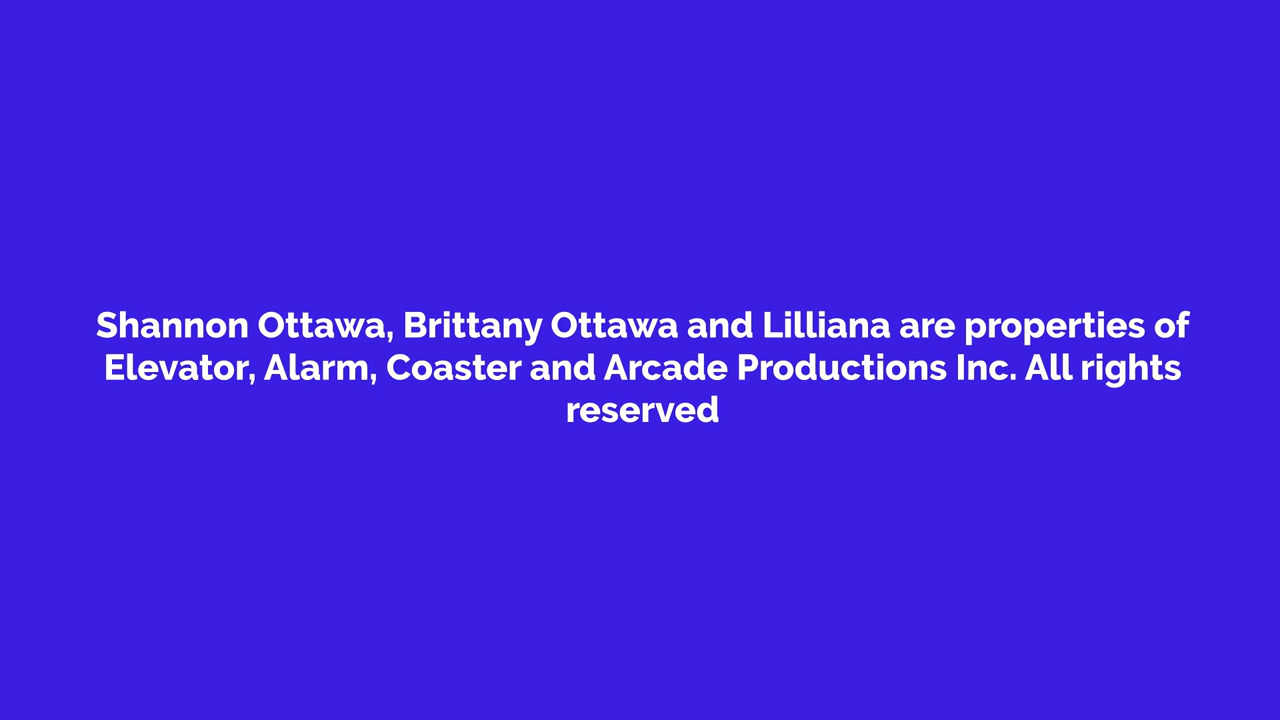 Shannon Ottawa, Brittany Ottawa and Lilliana are properties of
Elevator, Alarm, Coaster and Arcade Productions Inc. All rights
reserved